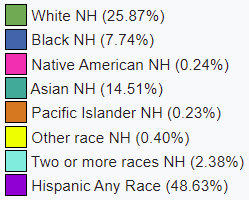 White NH (25.87%)
Black NH (7.74%)
Native American NH (0.24%)
Asian NH (14.51%)
Pacific Islander NH (0.23%)
Other race NH (0.40%)
Two or more races NH (2.38%)
Hispanic Any Race (48.63%)